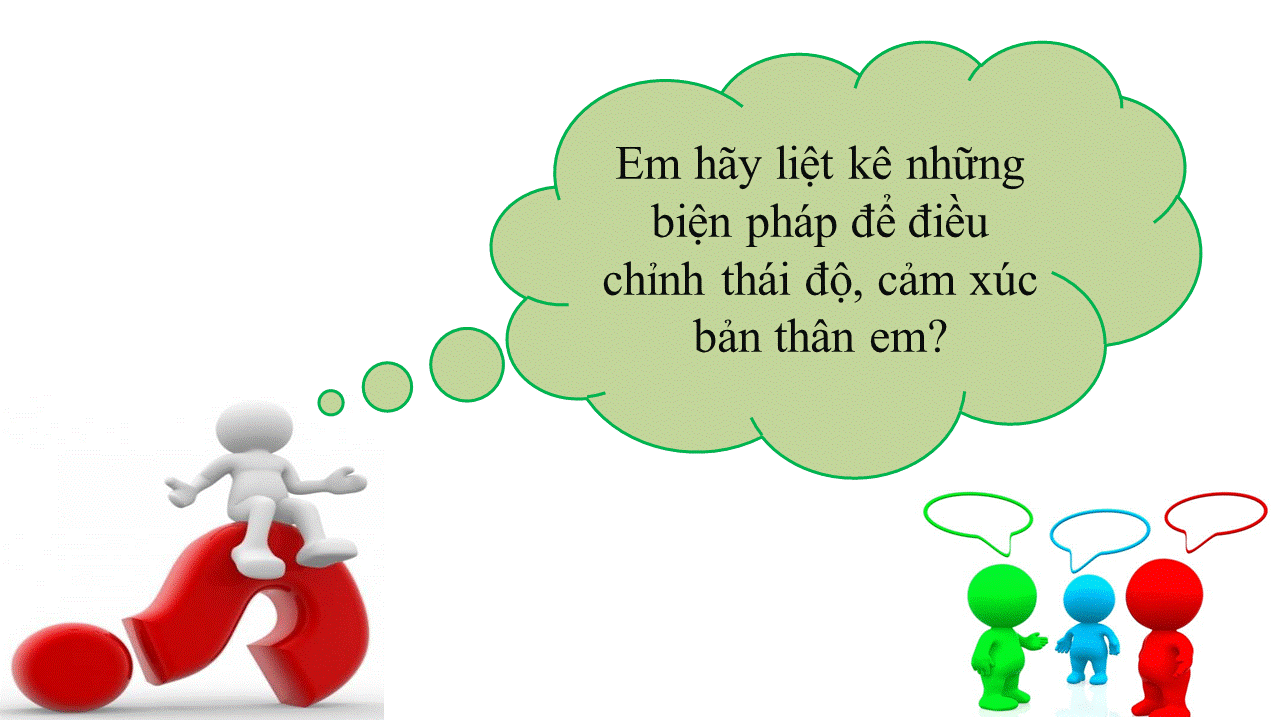 Em hãy liệt kê những
biện pháp để điều
chỉnh thái độ, cảm xúc
bản thân em?